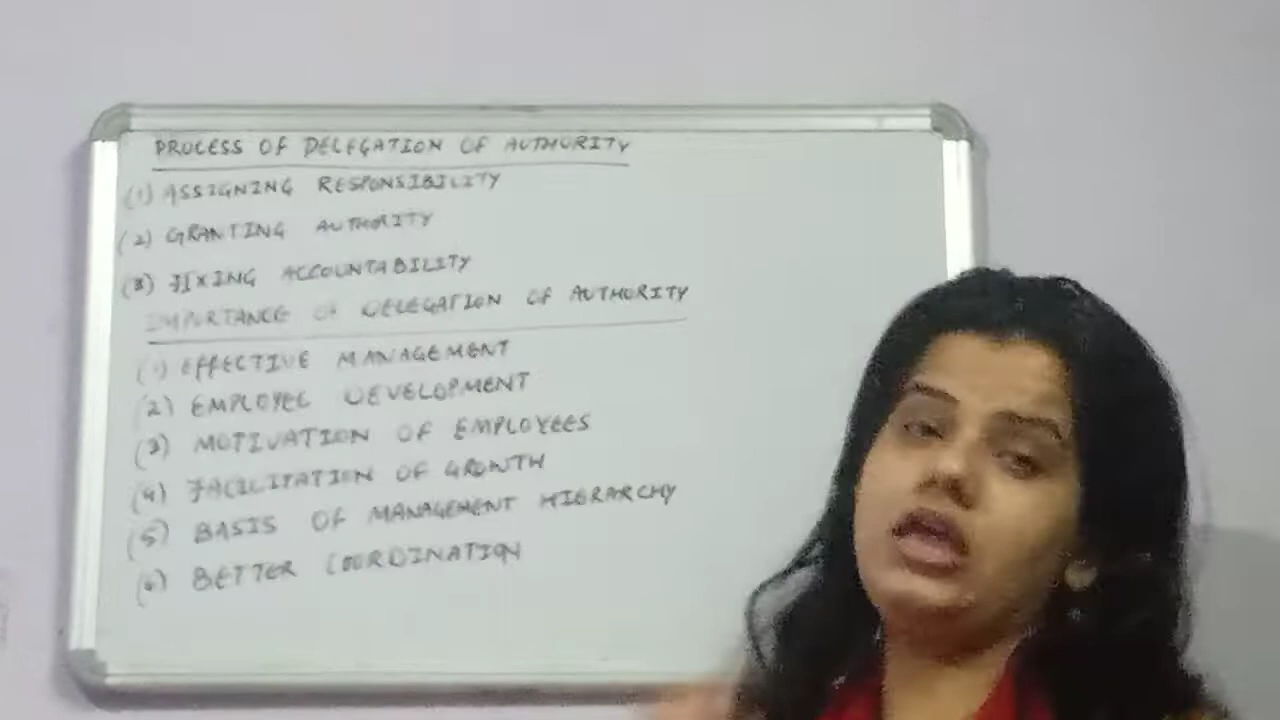 PROCESS OF DELEGATION OF AUTHORITY
(1) ASSIGNING RESPONSIBILITY
(2) GRANTING AUTHORITY
(3) FIXING ACCOUNTABILITY
IMPORTANCE OF DELEGATION OF AUTHORITY
(1) EFFECTIVE MANAGEMENT
(2) EMPLOYEE DEVELOPMENT
(3) MOTIVATION OF EMPLOYEES
(4) FACILITATION OF GROWTH
(5) BASIS OF MANAGEMENT HIERARCHY
(6) BETTER COORDINATION